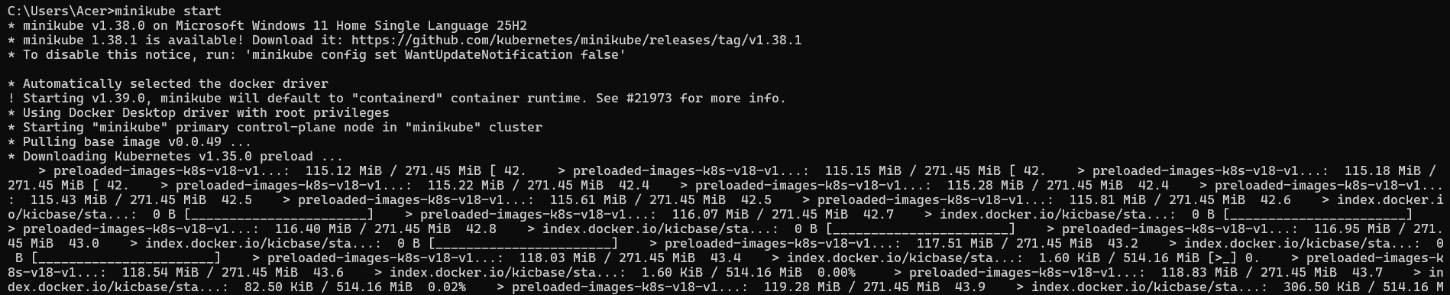 C:\Users\Acer>minikube start
* minikube v1.38.0 on Microsoft Windows 11 Home Single Language 25H2
* minikube 1.38.1 is available! Download it: https://github.com/kubernetes/minikube/releases/tag/v1.38.1
* To disable this notice, run: 'minikube config set WantUpdateNotification false'

* Automatically selected the docker driver
! Starting v1.39.0, minikube will default to "containerd" container runtime. See #21973 for more info.
* Using Docker Desktop driver with root privileges
* Starting "minikube" primary control-plane node in "minikube" cluster
* Pulling base image v0.0.49 ...
* Downloading Kubernetes v1.35.0 preload ...
    > preloaded-images-k8s-v18-v1...:  115.12 MiB / 271.45 MiB [ 42.    > preloaded-images-k8s-v18-v1...:  115.15 MiB / 271.45 MiB [ 42.    > preloaded-images-k8s-v18-v1...:  115.18 MiB /
271.45 MiB [ 42.    > preloaded-images-k8s-v18-v1...:  115.22 MiB / 271.45 MiB  42.4    > preloaded-images-k8s-v18-v1...:  115.28 MiB / 271.45 MiB  42.4    > preloaded-images-k8s-v18-v1...
:  115.43 MiB / 271.45 MiB  42.5    > preloaded-images-k8s-v18-v1...:  115.61 MiB / 271.45 MiB  42.5    > preloaded-images-k8s-v18-v1...:  115.81 MiB / 271.45 MiB  42.6    > index.docker.i
o/kicbase/sta...:  0 B [________________________]    > preloaded-images-k8s-v18-v1...:  116.07 MiB / 271.45 MiB  42.7    > index.docker.io/kicbase/sta...:  0 B [________________________]
> preloaded-images-k8s-v18-v1...:  116.40 MiB / 271.45 MiB  42.8    > index.docker.io/kicbase/sta...:  0 B [________________________]    > preloaded-images-k8s-v18-v1...:  116.95 MiB / 271.
45 MiB  43.0    > index.docker.io/kicbase/sta...:  0 B [________________________]    > preloaded-images-k8s-v18-v1...:  117.51 MiB / 271.45 MiB  43.2    > index.docker.io/kicbase/sta...:  0
 B [________________________]    > preloaded-images-k8s-v18-v1...:  118.03 MiB / 271.45 MiB  43.4    > index.docker.io/kicbase/sta...:  1.60 KiB / 514.16 MiB [>_] 0.    > preloaded-images-k
8s-v18-v1...:  118.54 MiB / 271.45 MiB  43.6    > index.docker.io/kicbase/sta...:  1.60 KiB / 514.16 MiB  0.00%    > preloaded-images-k8s-v18-v1...:  118.83 MiB / 271.45 MiB  43.7    > in
dex.docker.io/kicbase/sta...:  82.50 KiB / 514.16 MiB  0.02%    > preloaded-images-k8s-v18-v1...:  119.28 MiB / 271.45 MiB  43.9    > index.docker.io/kicbase/sta...:  306.50 KiB / 514.16 M